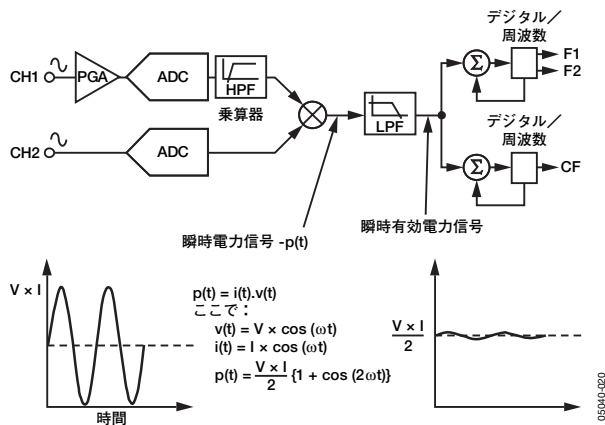 デジタル／
周波数
CH1
PGA
ADC
HPF
乗算器
LPF
Σ
F1
F2
CH2
ADC
デジタル／
周波数
Σ
CF
瞬時電力信号 -p(t)
瞬時有効電力信号
V × I
時間
p(t) = i(t).v(t)
ここで：
v(t) = V × cos (ωt)
i(t) = I × cos (ωt)
p(t) = V × I / 2 {1 + cos (2ωt)}
V × I
2
05040-020